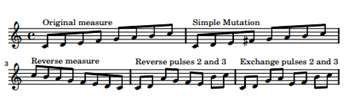 Original measure Simple Mutation
3
Reverse measure Reverse pulses 2 and 3 Exchange pulses 2 and 3